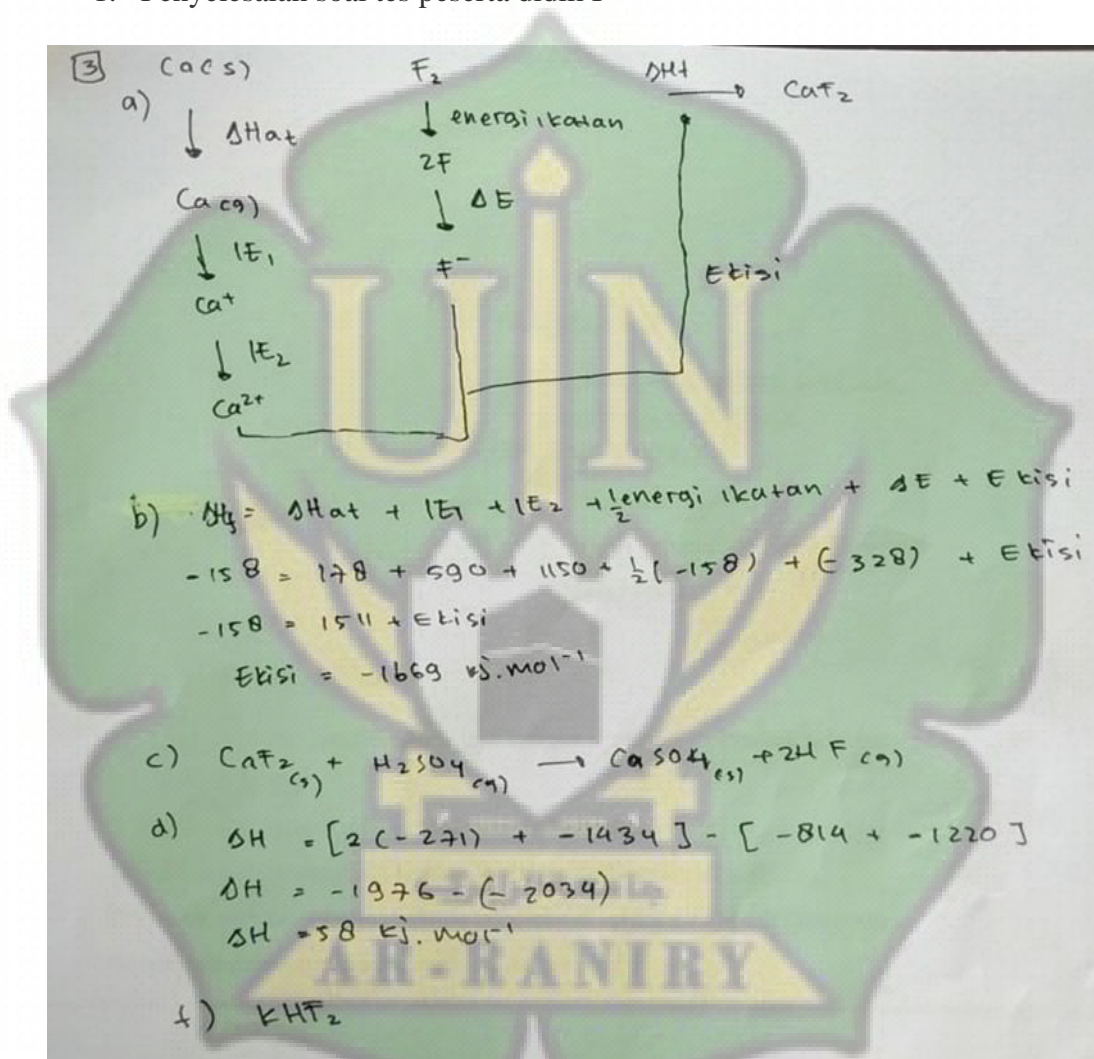 1. Penyelesaian soal tes peserta didik 1
3 Ca(s) F₂ ΔHf → CaF₂
a) ↓ ΔHat ↓ energi ikatan
2F
Ca(g) ↓ ΔE
↓ IE₁ F⁻ Ekisi
Ca⁺
↓ IE₂
Ca²⁺
b) ΔHf = ΔHat + IE₁ + IE₂ + ½ energi ikatan + ΔE + Ekisi
-158 = 178 + 590 + 1150 + ½(-158) + (-328) + Ekisi
-158 = 1511 + Ekisi
Ekisi = -1669 kJ.mol⁻¹
c) CaF₂(s) + H₂SO₄(g) → CaSO₄(s) + 2HF(g)
d) ΔH = [2(-271) + -1434] - [-814 + -1220]
ΔH = -1976 - (-2034)
ΔH = 58 kJ.mol⁻¹
f) KHF₂
UIN
AR-RANIRY